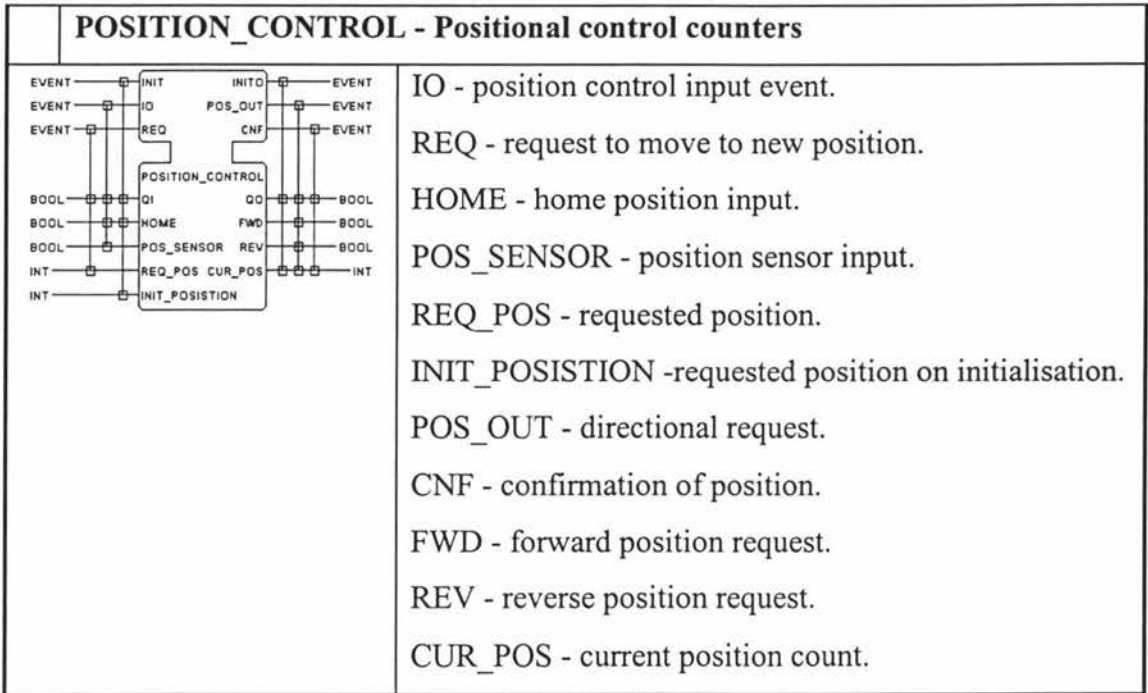 POSITION_CONTROL - Positional control counters
EVENT INIT INITO EVENT
EVENT IO POS_OUT EVENT
EVENT REQ CNF EVENT
POSITION_CONTROL
BOOL QI QO BOOL
BOOL HOME FWD BOOL
BOOL POS_SENSOR REV BOOL
INT REQ_POS CUR_POS INT
INT INIT_POSISTION
IO - position control input event.
REQ - request to move to new position.
HOME - home position input.
POS_SENSOR - position sensor input.
REQ_POS - requested position.
INIT_POSISTION -requested position on initialisation.
POS_OUT - directional request.
CNF - confirmation of position.
FWD - forward position request.
REV - reverse position request.
CUR_POS - current position count.